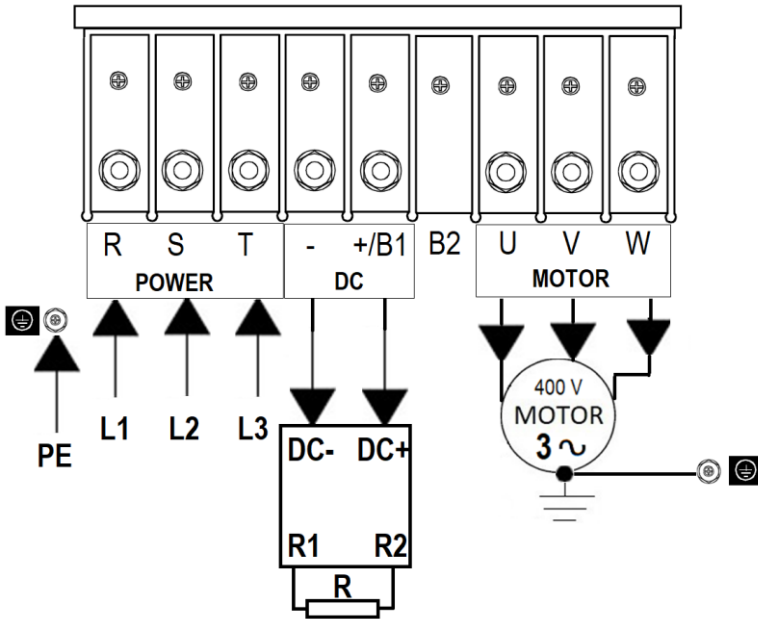 R S T - +/B1 B2 U V W
POWER DC MOTOR
L1 L2 L3
PE
400 V
MOTOR
3 ~
DC- DC+
R1 R2
R